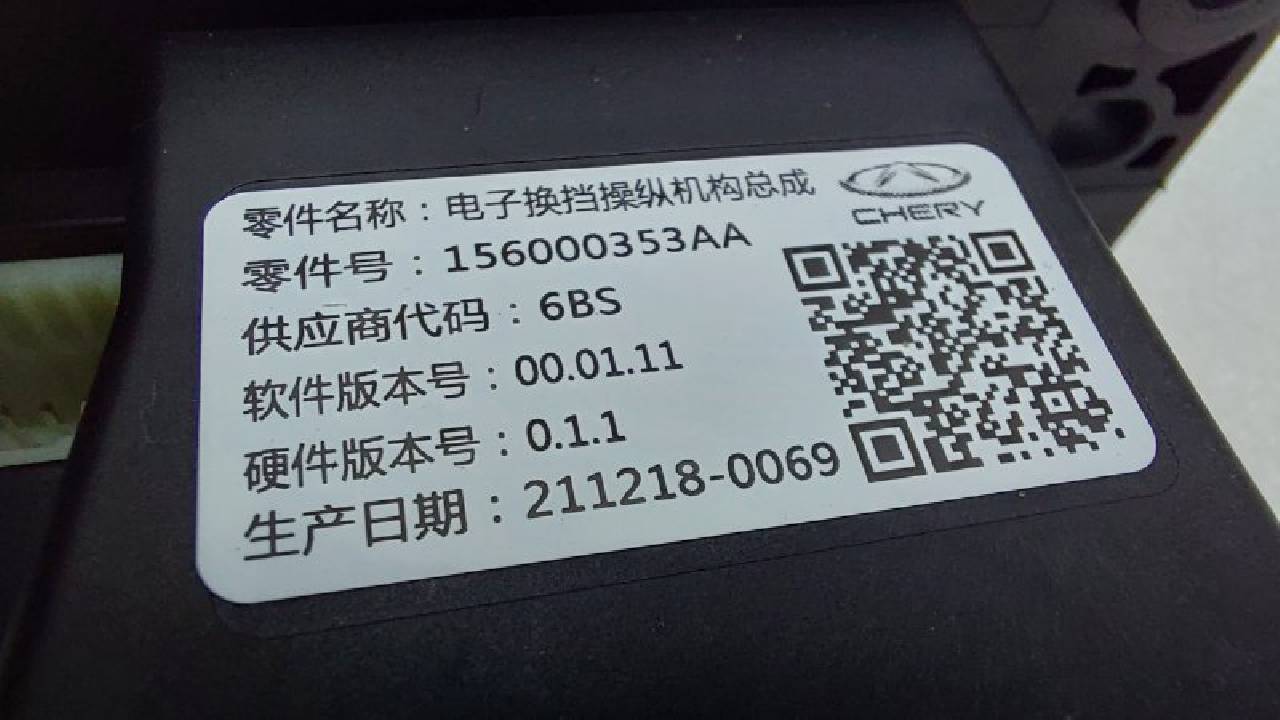 零件名称：电子换挡操纵机构总成
CHERY
零件号：156000353AA
供应商代码：6BS
软件版本号：00.01.11
硬件版本号：0.1.1
生产日期：211218-0069